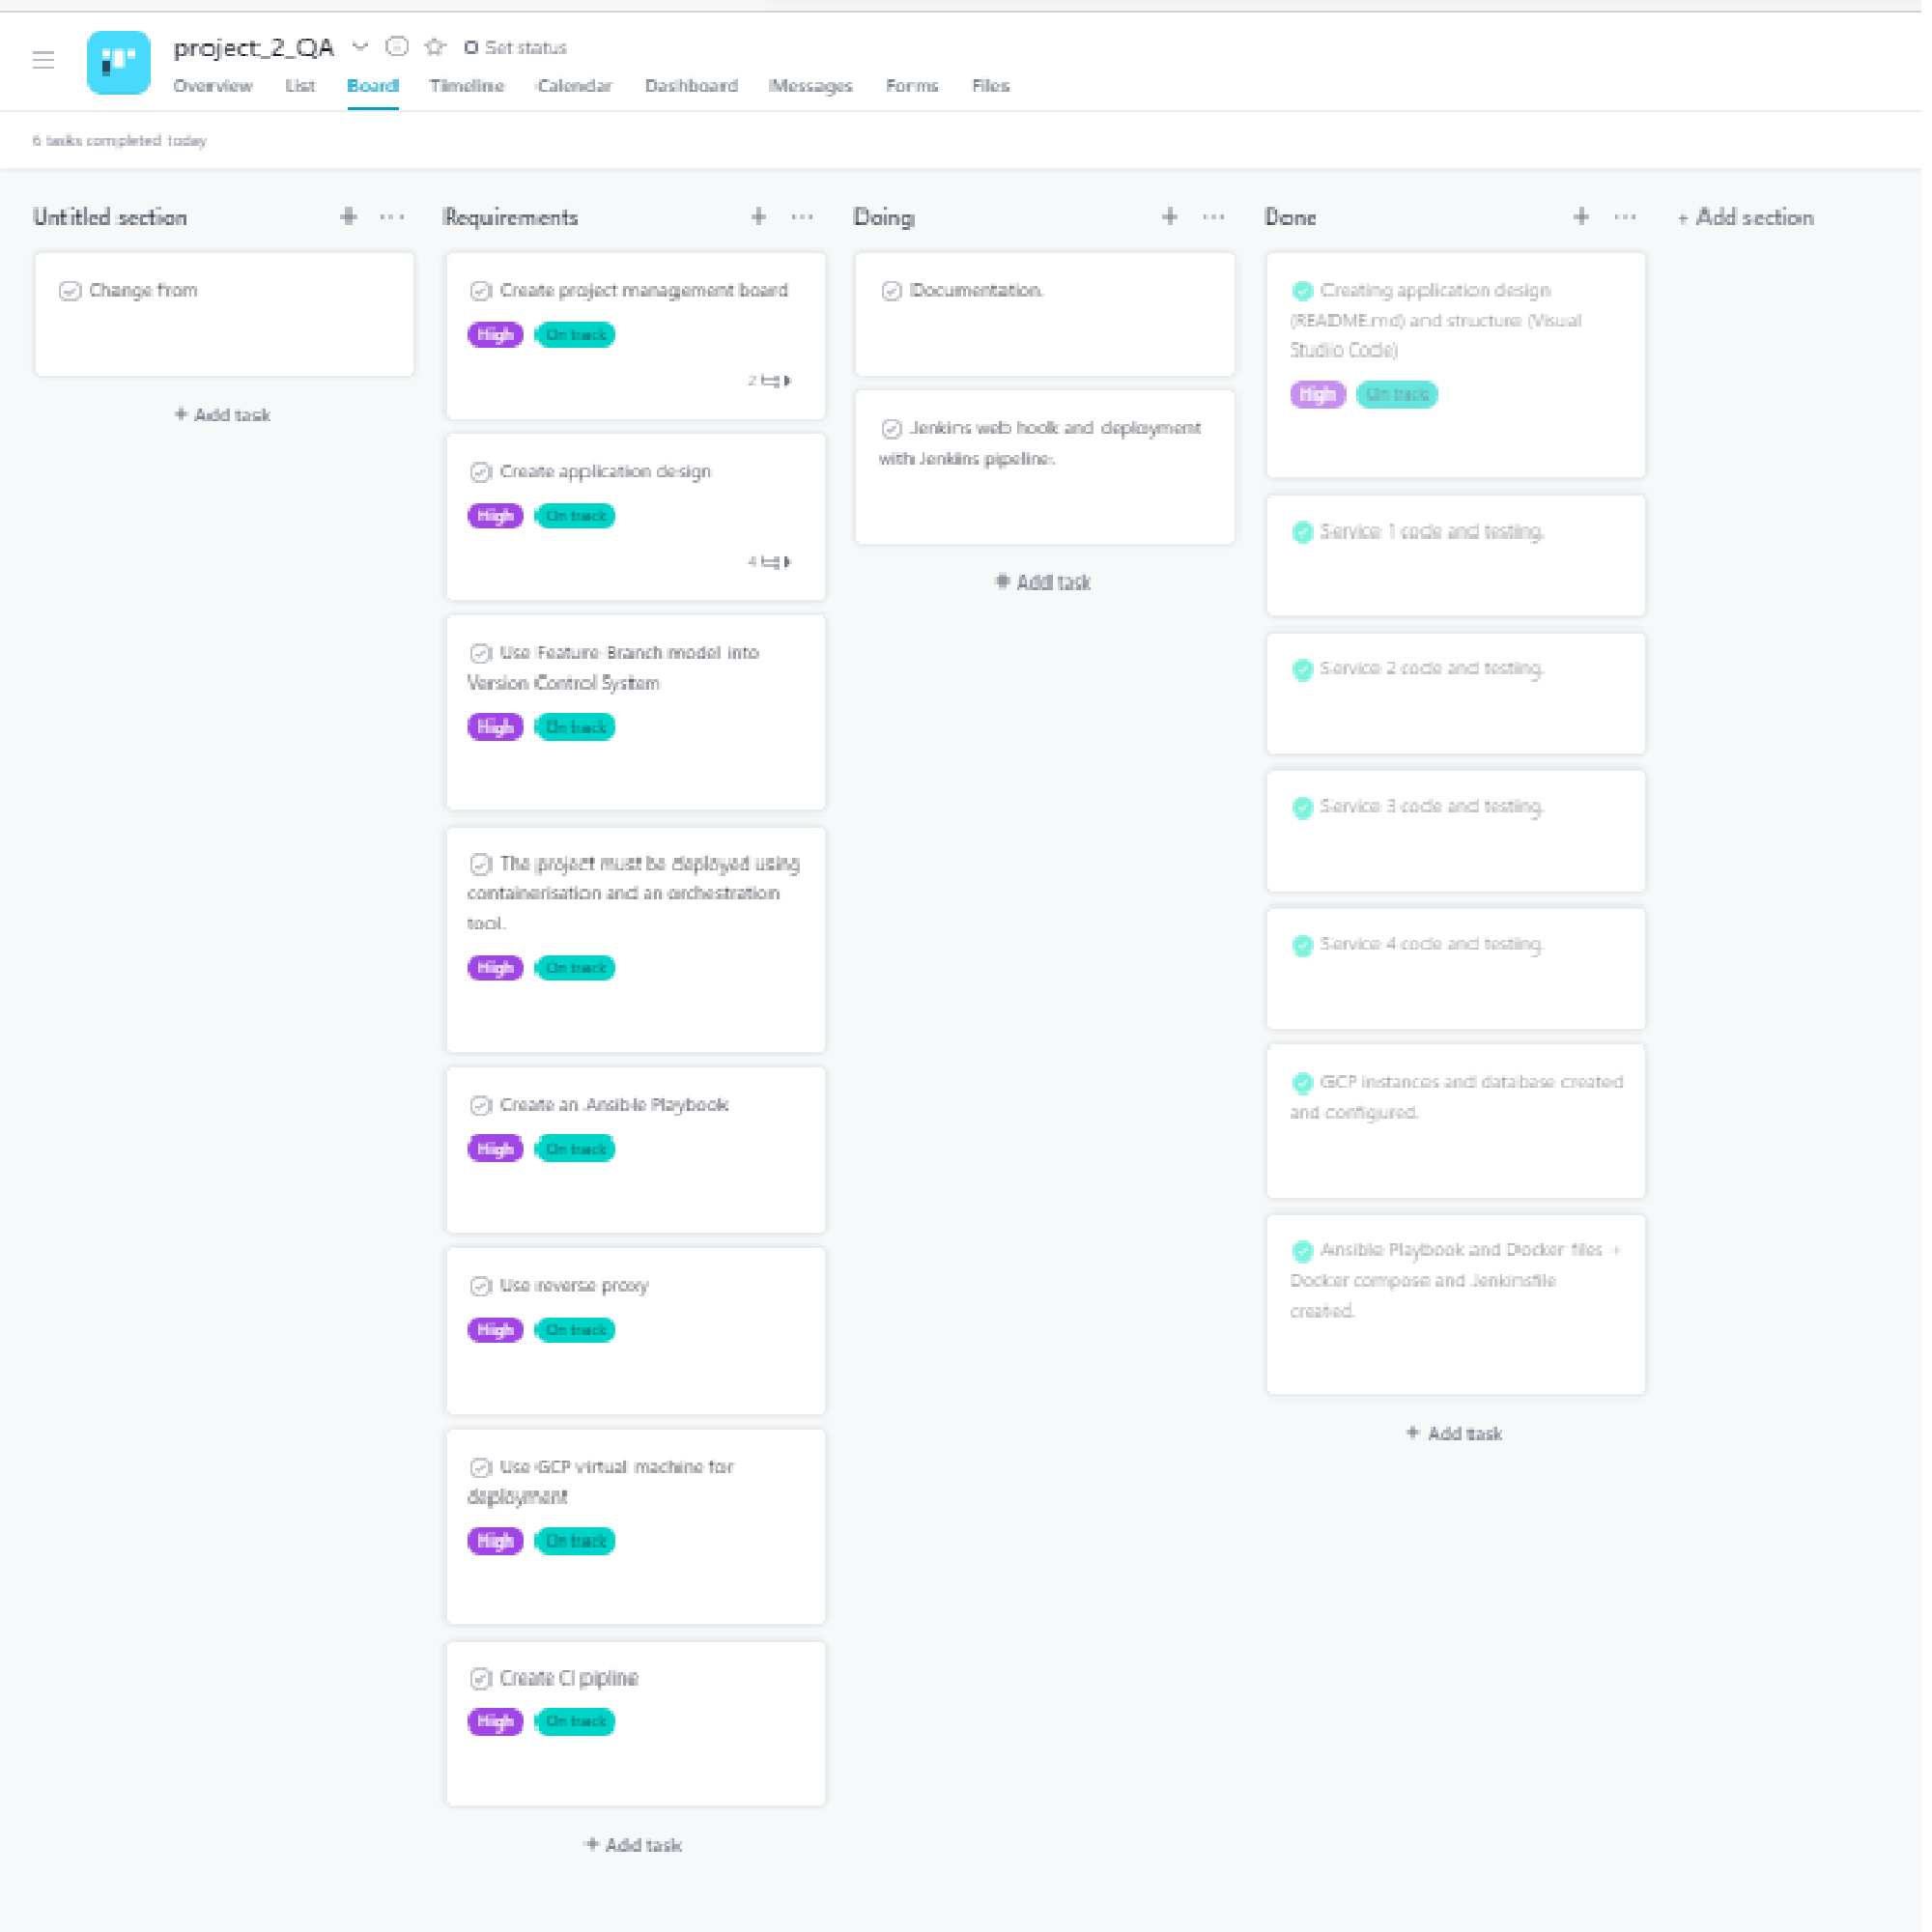 project_2_QA
Set status
Overview List Board Timeline Calendar Dashboard Messages Forms Files
6 tasks completed today
Untitled section
Change from
+ Add task
Requirements
Create project management board
High On track
2
Create application design
High On track
4
Use Feature-Branch model into
Version Control System
High On track
The project must be deployed using
containerisation and an orchestration
tool.
High On track
Create an Ansible Playbook
High On track
Use reverse proxy
High On track
Use GCP virtual machine for
deployment
High On track
Create CI pipline
High On track
+ Add task
Doing
Documentation.
Jenkins web hook and deployment
with Jenkins pipeline.
+ Add task
Done
Creating application design
(README.md) and structure (Visual
Studio Code)
High On track
Service 1 code and testing.
Service 2 code and testing.
Service 3 code and testing.
Service 4 code and testing.
GCP instances and database created
and configured.
Ansible Playbook and Docker files +
Docker compose and Jenkinsfile
created.
+ Add task
+ Add section